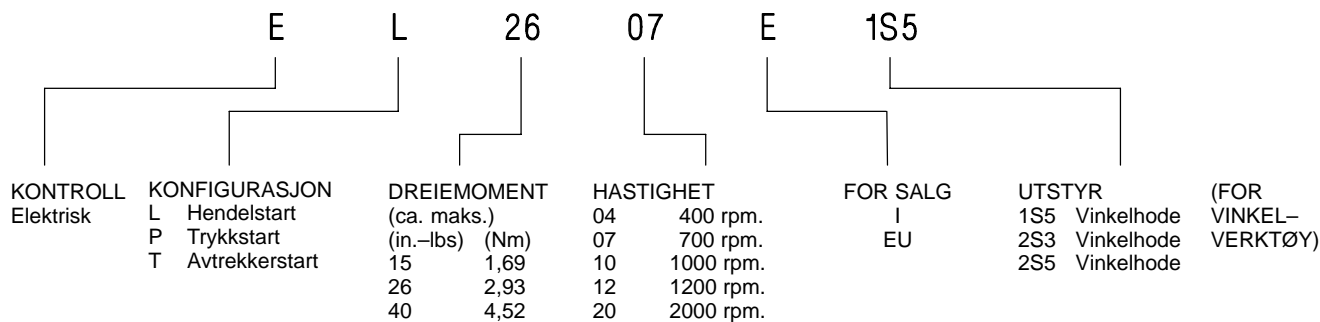 E L 26 07 E 1S5
KONTROLL
Elektrisk
KONFIGURASJON
L Hendelstart
P Trykkstart
T Avtrekkerstart
DREIEMOMENT
(ca. maks.)
(in.–lbs) (Nm)
15 1,69
26 2,93
40 4,52
HASTIGHET
04 400 rpm.
07 700 rpm.
10 1000 rpm.
12 1200 rpm.
20 2000 rpm.
FOR SALG
I
EU
UTSTYR
1S5 Vinkelhode
2S3 Vinkelhode
2S5 Vinkelhode
(FOR
VINKEL–
VERKTØY)